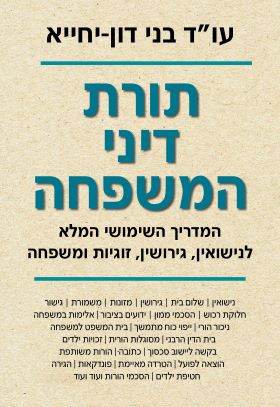 עו״ד בני דון-יחייא
תורת
דיני
המשפחה
המדריך השימושי המלא
לנישואין, גירושין, זוגיות ומשפחה
נישואין | שלום בית | גירושין | מזונות | משמורת | גישור
חלוקת רכוש | הסכמי ממון | ידועים בציבור | אלימות במשפחה
ניכור הורי | ייפוי כוח מתמשך | בית המשפט למשפחה
בית הדין הרבני | מסוגלות הורית | זכויות ילדים
בקשה ליישוב סכסוך | כתובה | הורות משותפת
הוצאה לפועל | הטרדה מאיימת | פונדקאות | הגירה
חטיפת ילדים | הסכמי הורות ועוד ועוד